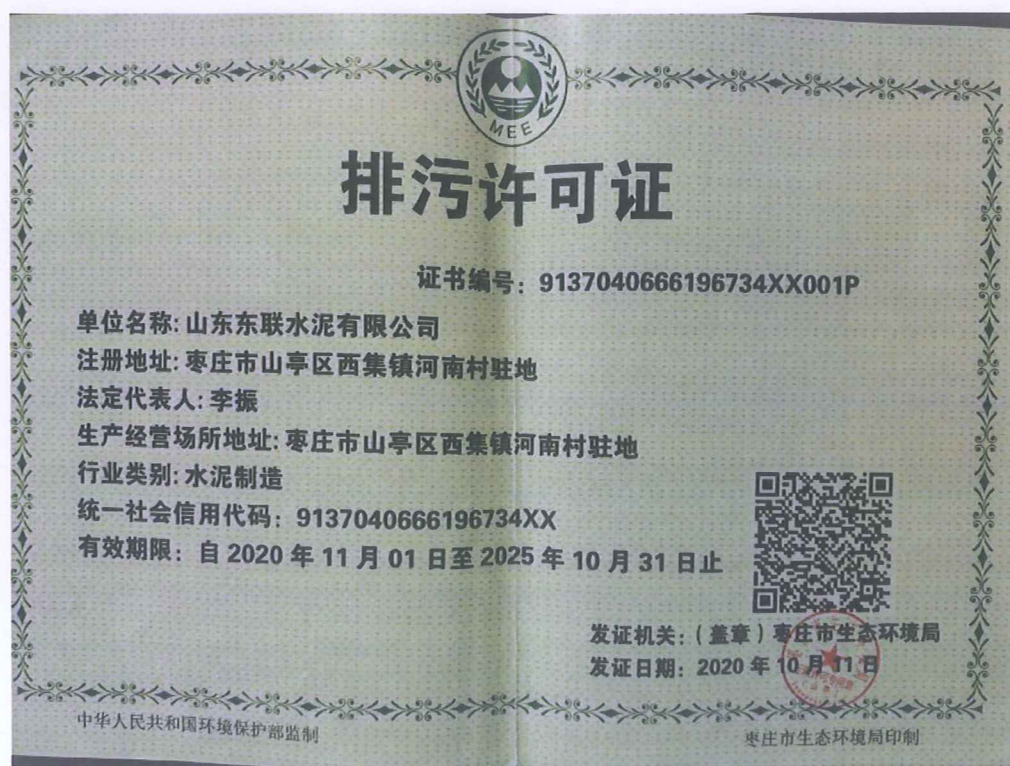 MEE
排污许可证
证书编号：91370406661967​34XX001P
单位名称：山东东联水泥有限公司
注册地址：枣庄市山亭区西集镇河南村驻地
法定代表人：李振
生产经营场所地址：枣庄市山亭区西集镇河南村驻地
行业类别：水泥制造
统一社会信用代码：9137040666196734XX
有效期限：自 2020 年 11 月 01 日至 2025 年 10 月 31 日止
发证机关：（盖章）枣庄市生态环境局
发证日期：2020 年 10 月 11 日
中华人民共和国环境保护部监制
枣庄市生态环境局印制